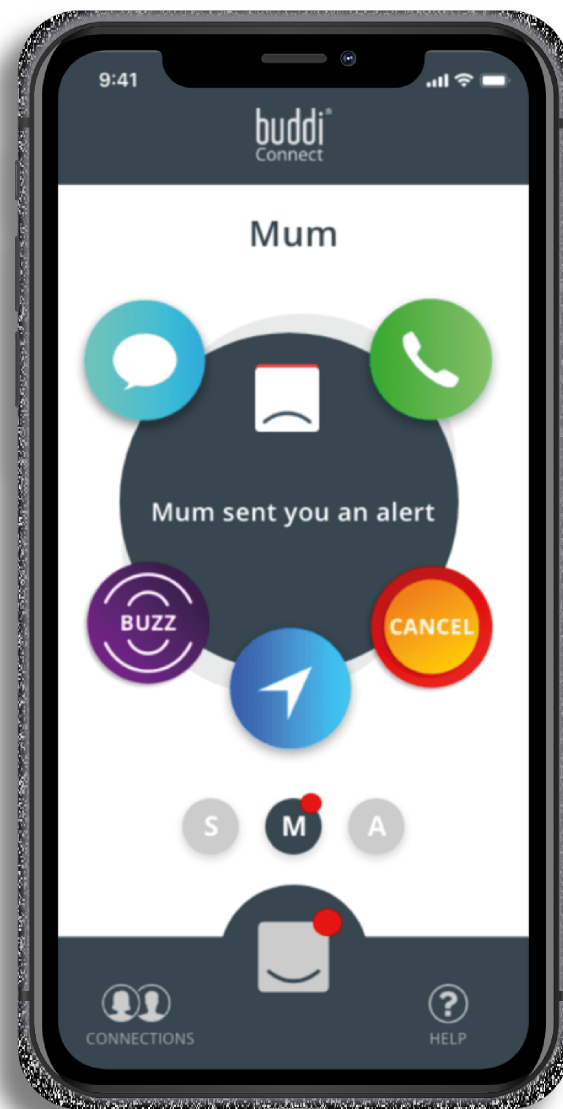 9:41
buddi®
Connect
Mum
Mum sent you an alert
BUZZ
CANCEL
S M A
CONNECTIONS
?
HELP